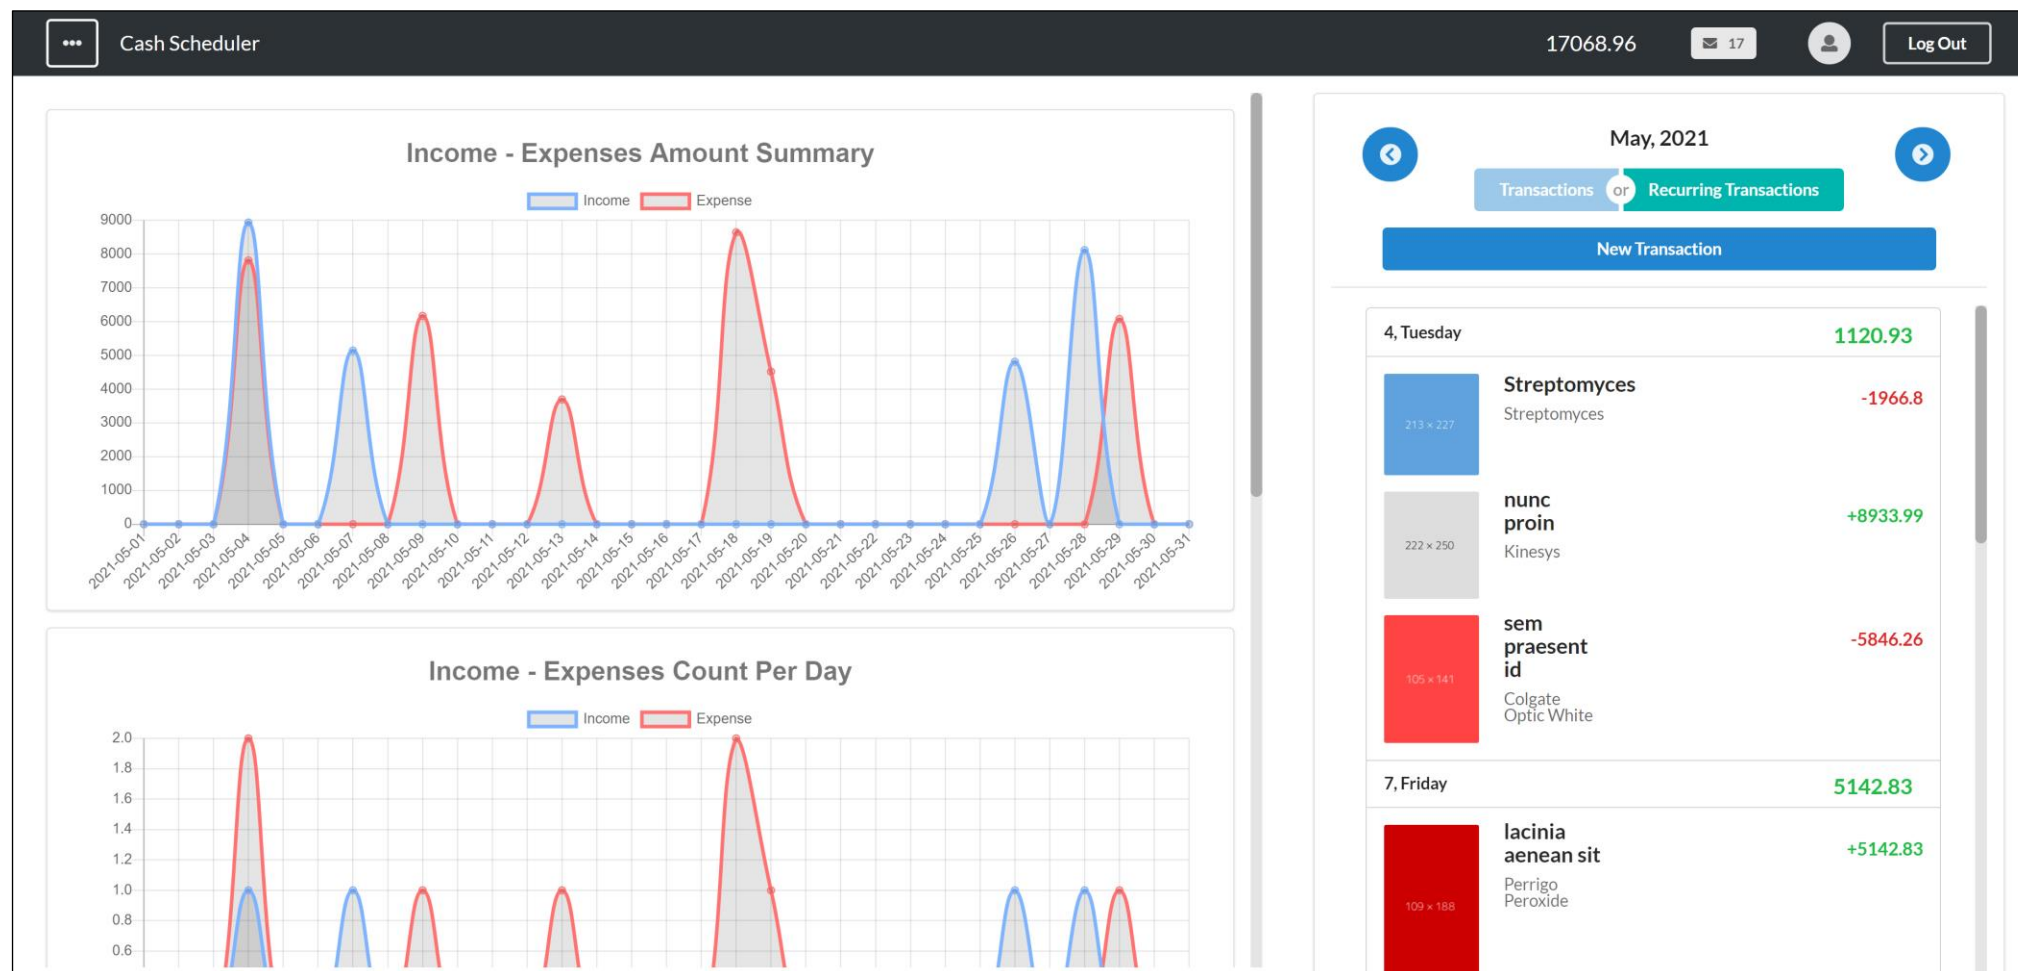 Cash Scheduler
17068.96
17
Log Out
Income - Expenses Amount Summary
Income Expense
9000
8000
7000
6000
5000
4000
3000
2000
1000
0
2021-05-01 2021-05-02 2021-05-03 2021-05-04 2021-05-05 2021-05-06 2021-05-07 2021-05-08 2021-05-09 2021-05-10 2021-05-11 2021-05-12 2021-05-13 2021-05-14 2021-05-15 2021-05-16 2021-05-17 2021-05-18 2021-05-19 2021-05-20 2021-05-21 2021-05-22 2021-05-23 2021-05-24 2021-05-25 2021-05-26 2021-05-27 2021-05-28 2021-05-29 2021-05-30 2021-05-31
Income - Expenses Count Per Day
Income Expense
2.0
1.8
1.6
1.4
1.2
1.0
0.8
0.6
May, 2021
Transactions or Recurring Transactions
New Transaction
4, Tuesday 1120.93
213 × 227
Streptomyces
Streptomyces
-1966.8
222 × 250
nunc
proin
Kinesys
+8933.99
105 × 141
sem
praesent
id
Colgate
Optic White
-5846.26
7, Friday 5142.83
109 × 188
lacinia
aenean sit
Perrigo
Peroxide
+5142.83